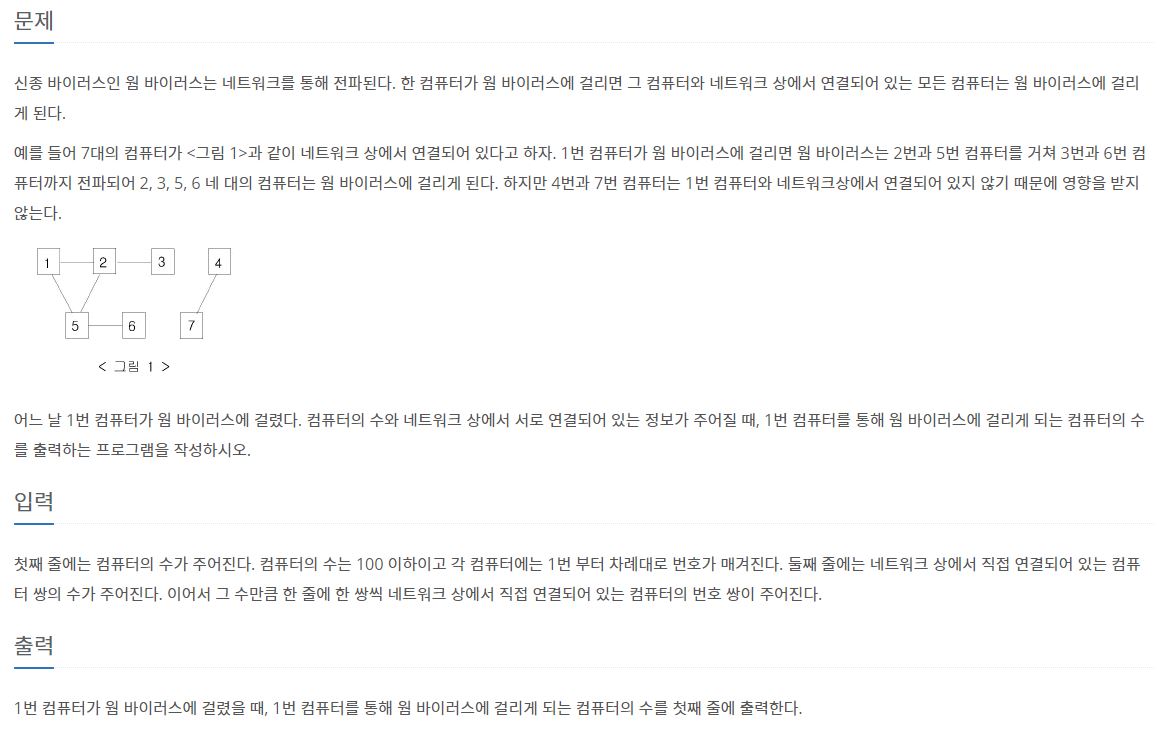 문제
신종 바이러스인 웜 바이러스는 네트워크를 통해 전파된다. 한 컴퓨터가 웜 바이러스에 걸리면 그 컴퓨터와 네트워크 상에서 연결되어 있는 모든 컴퓨터는 웜 바이러스에 걸리
게 된다.
예를 들어 7대의 컴퓨터가 <그림 1>과 같이 네트워크 상에서 연결되어 있다고 하자. 1번 컴퓨터가 웜 바이러스에 걸리면 웜 바이러스는 2번과 5번 컴퓨터를 거쳐 3번과 6번 컴
퓨터까지 전파되어 2, 3, 5, 6 네 대의 컴퓨터는 웜 바이러스에 걸리게 된다. 하지만 4번과 7번 컴퓨터는 1번 컴퓨터와 네트워크상에서 연결되어 있지 않기 때문에 영향을 받지
않는다.
1 2 3 4
5 6 7
< 그림 1 >
어느 날 1번 컴퓨터가 웜 바이러스에 걸렸다. 컴퓨터의 수와 네트워크 상에서 서로 연결되어 있는 정보가 주어질 때, 1번 컴퓨터를 통해 웜 바이러스에 걸리게 되는 컴퓨터의 수
를 출력하는 프로그램을 작성하시오.
입력
첫째 줄에는 컴퓨터의 수가 주어진다. 컴퓨터의 수는 100 이하이고 각 컴퓨터에는 1번 부터 차례대로 번호가 매겨진다. 둘째 줄에는 네트워크 상에서 직접 연결되어 있는 컴퓨
터 쌍의 수가 주어진다. 이어서 그 수만큼 한 줄에 한 쌍씩 네트워크 상에서 직접 연결되어 있는 컴퓨터의 번호 쌍이 주어진다.
출력
1번 컴퓨터가 웜 바이러스에 걸렸을 때, 1번 컴퓨터를 통해 웜 바이러스에 걸리게 되는 컴퓨터의 수를 첫째 줄에 출력한다.